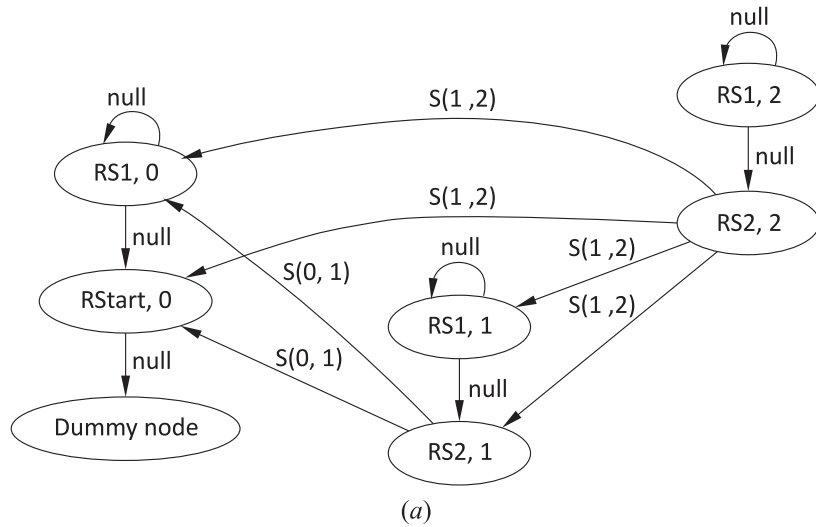 null
null
RS1, 2
S(1 ,2)
null
RS1, 0
null
S(1 ,2)
RS2, 2
null
null
S(1 ,2)
S(0, 1)
RStart, 0
S(1 ,2)
RS1, 1
null
S(0, 1)
null
Dummy node
RS2, 1
(a)